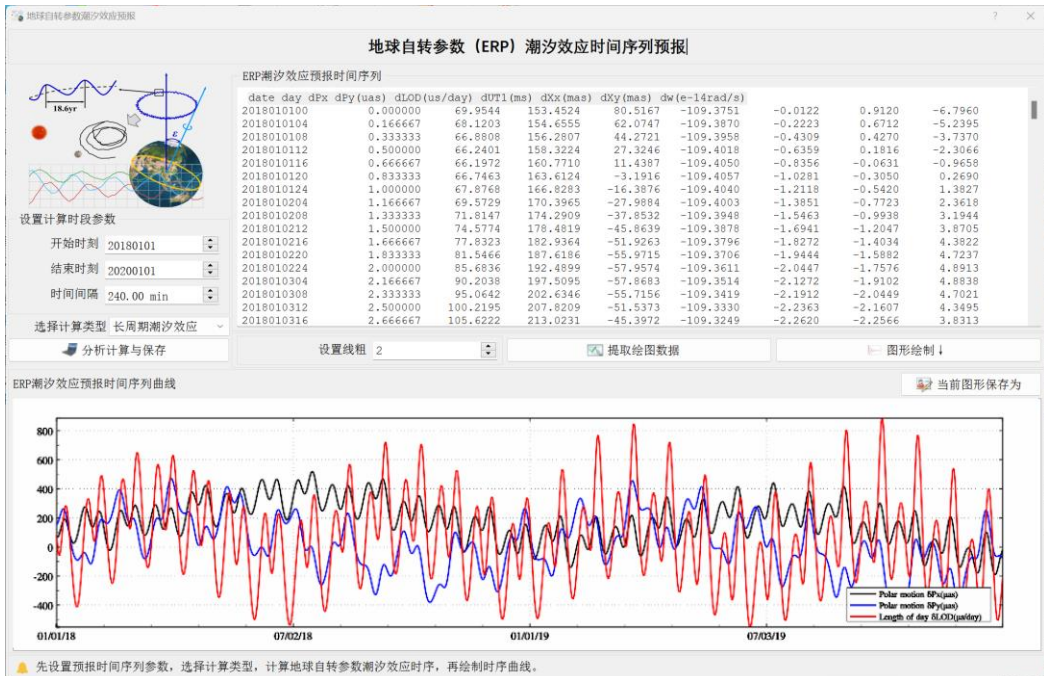 地球自转参数潮汐效应预报
地球自转参数（ERP）潮汐效应时间序列预报
18.6yr
ε
设置计算时段参数
开始时刻 20180101
结束时刻 20200101
时间间隔 240.00 min
选择计算类型 长周期潮汐效应
分析计算与保存
ERP潮汐效应预报时间序列
date day dPx dPy(uas) dLOD(us/day) dUT1(ms) dXx(mas) dXy(mas) dw(e-14rad/s)
2018010100 0.000000 69.9544 153.4524 80.5167 -109.3751 -0.0122 0.9120 -6.7960
2018010104 0.166667 68.1203 154.6555 62.0747 -109.3870 -0.2223 0.6712 -5.2395
2018010108 0.333333 66.8808 156.2807 44.2721 -109.3958 -0.4309 0.4270 -3.7370
2018010112 0.500000 66.2401 158.3224 27.3246 -109.4018 -0.6359 0.1816 -2.3066
2018010116 0.666667 66.1972 160.7710 11.4387 -109.4050 -0.8356 -0.0631 -0.9658
2018010120 0.833333 66.7463 163.6124 -3.1916 -109.4057 -1.0281 -0.3050 0.2690
2018010124 1.000000 67.8768 166.8283 -16.3876 -109.4040 -1.2118 -0.5420 1.3827
2018010204 1.166667 69.5729 170.3965 -27.9884 -109.4003 -1.3851 -0.7723 2.3618
2018010208 1.333333 71.8147 174.2909 -37.8532 -109.3948 -1.5463 -0.9938 3.1944
2018010212 1.500000 74.5774 178.4819 -45.8639 -109.3878 -1.6941 -1.2047 3.8705
2018010216 1.666667 77.8323 182.9364 -51.9263 -109.3796 -1.8272 -1.4034 4.3822
2018010220 1.833333 81.5466 187.6186 -55.9715 -109.3706 -1.9444 -1.5882 4.7237
2018010224 2.000000 85.6836 192.4899 -57.9574 -109.3611 -2.0447 -1.7576 4.8913
2018010304 2.166667 90.2038 197.5095 -57.8683 -109.3514 -2.1272 -1.9102 4.8838
2018010308 2.333333 95.0642 202.6346 -55.7156 -109.3419 -2.1912 -2.0449 4.7021
2018010312 2.500000 100.2195 207.8209 -51.5373 -109.3330 -2.2363 -2.1607 4.3495
2018010316 2.666667 105.6222 213.0231 -45.3972 -109.3249 -2.2620 -2.2566 3.8313
设置线粗 2
提取绘图数据
图形绘制↓
ERP潮汐效应预报时间序列曲线
当前图形保存为
800
600
400
200
0
-200
-400
01/01/18 07/02/18 01/01/19 07/03/19
Polar motion δPx(μas)
Polar motion δPy(μas)
Length of day δLOD(μs/day)
先设置预报时间序列参数，选择计算类型，计算地球自转参数潮汐效应时序，再绘制时序曲线。